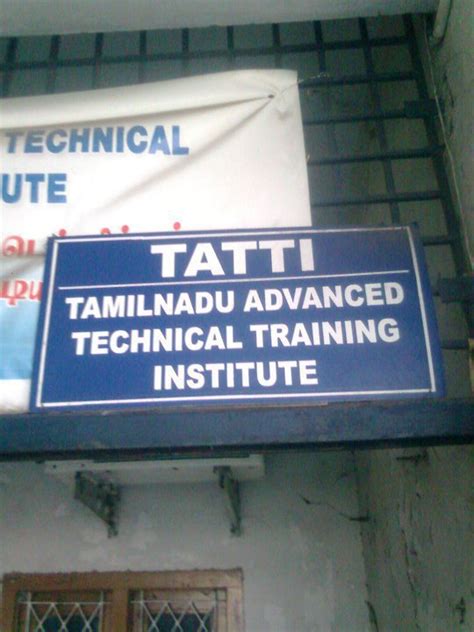 TECHNICAL
UTE
TATTI
TAMILNADU ADVANCED
TECHNICAL TRAINING
INSTITUTE